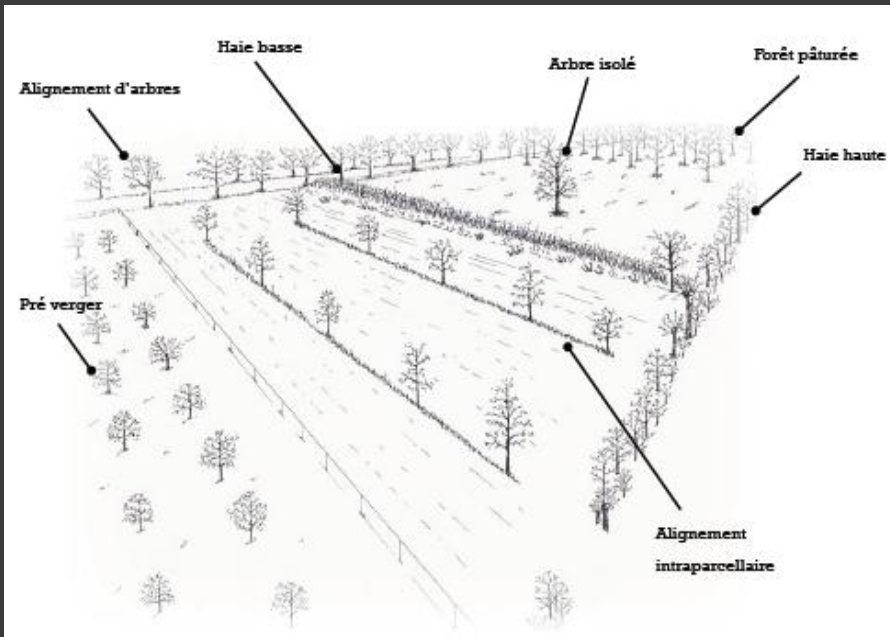 Haie basse
Arbre isolé
Forêt pâturée
Alignement d'arbres
Haie haute
Pré verger
Alignement
intraparcellaire